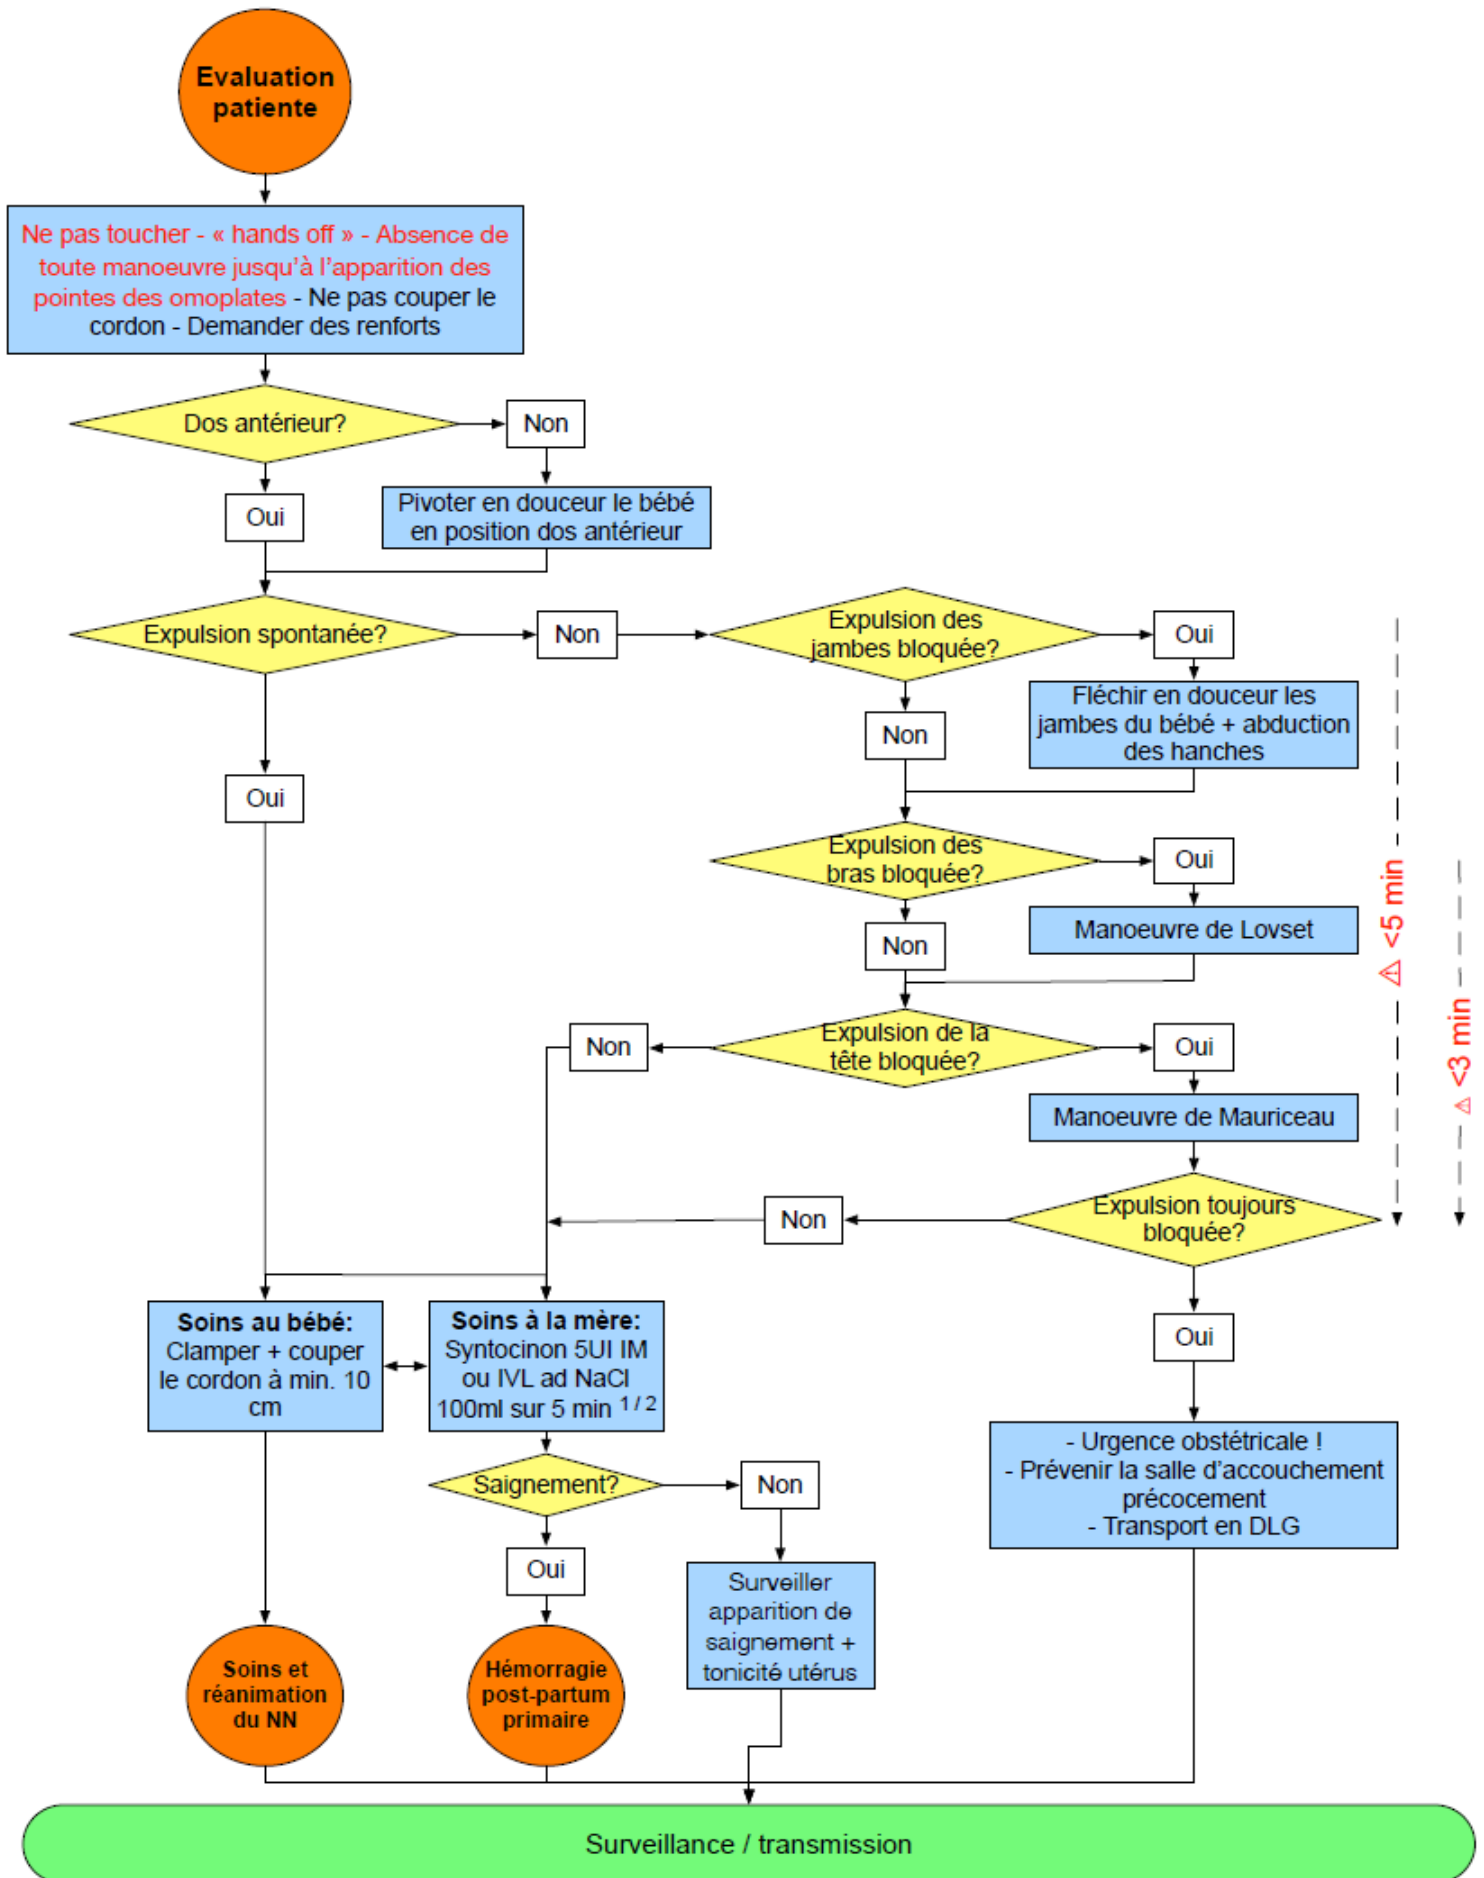 Evaluation
patiente
Ne pas toucher - « hands off » - Absence de
toute manoeuvre jusqu'à l'apparition des
pointes des omoplates - Ne pas couper le
cordon - Demander des renforts
Dos antérieur?
Non
Oui
Pivoter en douceur le bébé
en position dos antérieur
Expulsion spontanée?
Non
Expulsion des
jambes bloquée?
Oui
Fléchir en douceur les
jambes du bébé + abduction
des hanches
Non
Oui
Expulsion des
bras bloquée?
Oui
Manoeuvre de Lovset
Non
⚠ <5 min
⚠ <3 min
Expulsion de la
tête bloquée?
Non
Oui
Manoeuvre de Mauriceau
Expulsion toujours
bloquée?
Non
Oui
Soins au bébé:
Clamper + couper
le cordon à min. 10
cm
Soins à la mère:
Syntocinon 5UI IM
ou IVL ad NaCl
100ml sur 5 min 1 / 2
- Urgence obstétricale !
- Prévenir la salle d'accouchement
précocement
- Transport en DLG
Saignement?
Non
Oui
Surveiller
apparition de
saignement +
tonicité utérus
Soins et
réanimation
du NN
Hémorragie
post-partum
primaire
Surveillance / transmission